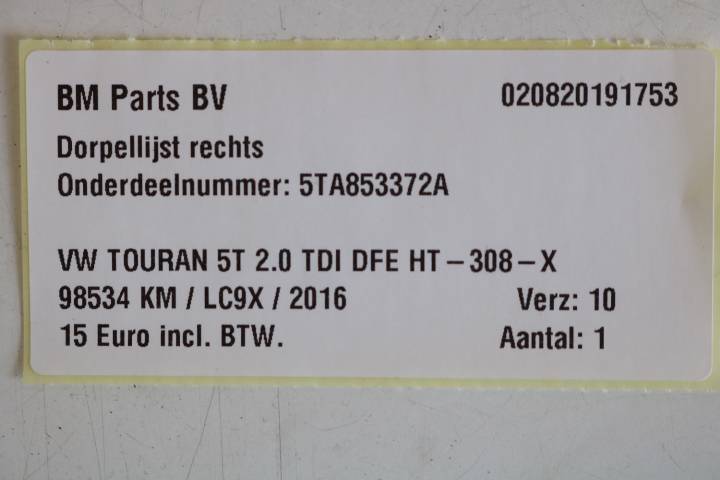 BM Parts BV 020820191753
Dorpellijst rechts
Onderdeelnummer: 5TA853372A
VW TOURAN 5T 2.0 TDI DFE HT-308-X
98534 KM / LC9X / 2016 Verz: 10
15 Euro incl. BTW. Aantal: 1